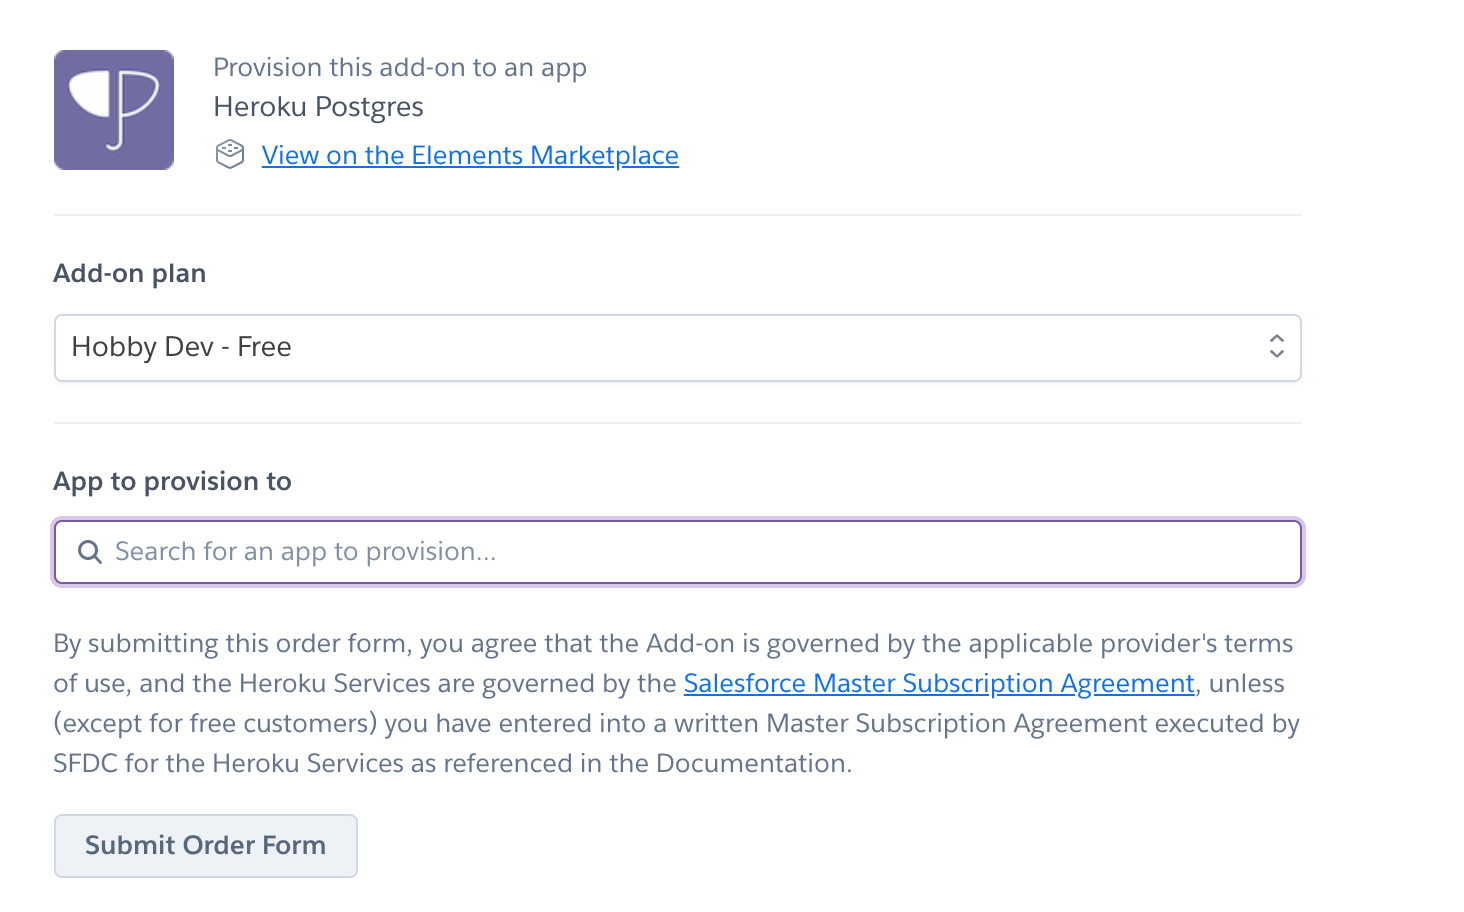 Provision this add-on to an app
Heroku Postgres
View on the Elements Marketplace
Add-on plan
Hobby Dev - Free
App to provision to
Search for an app to provision...
By submitting this order form, you agree that the Add-on is governed by the applicable provider's terms
of use, and the Heroku Services are governed by the Salesforce Master Subscription Agreement, unless
(except for free customers) you have entered into a written Master Subscription Agreement executed by
SFDC for the Heroku Services as referenced in the Documentation.
Submit Order Form